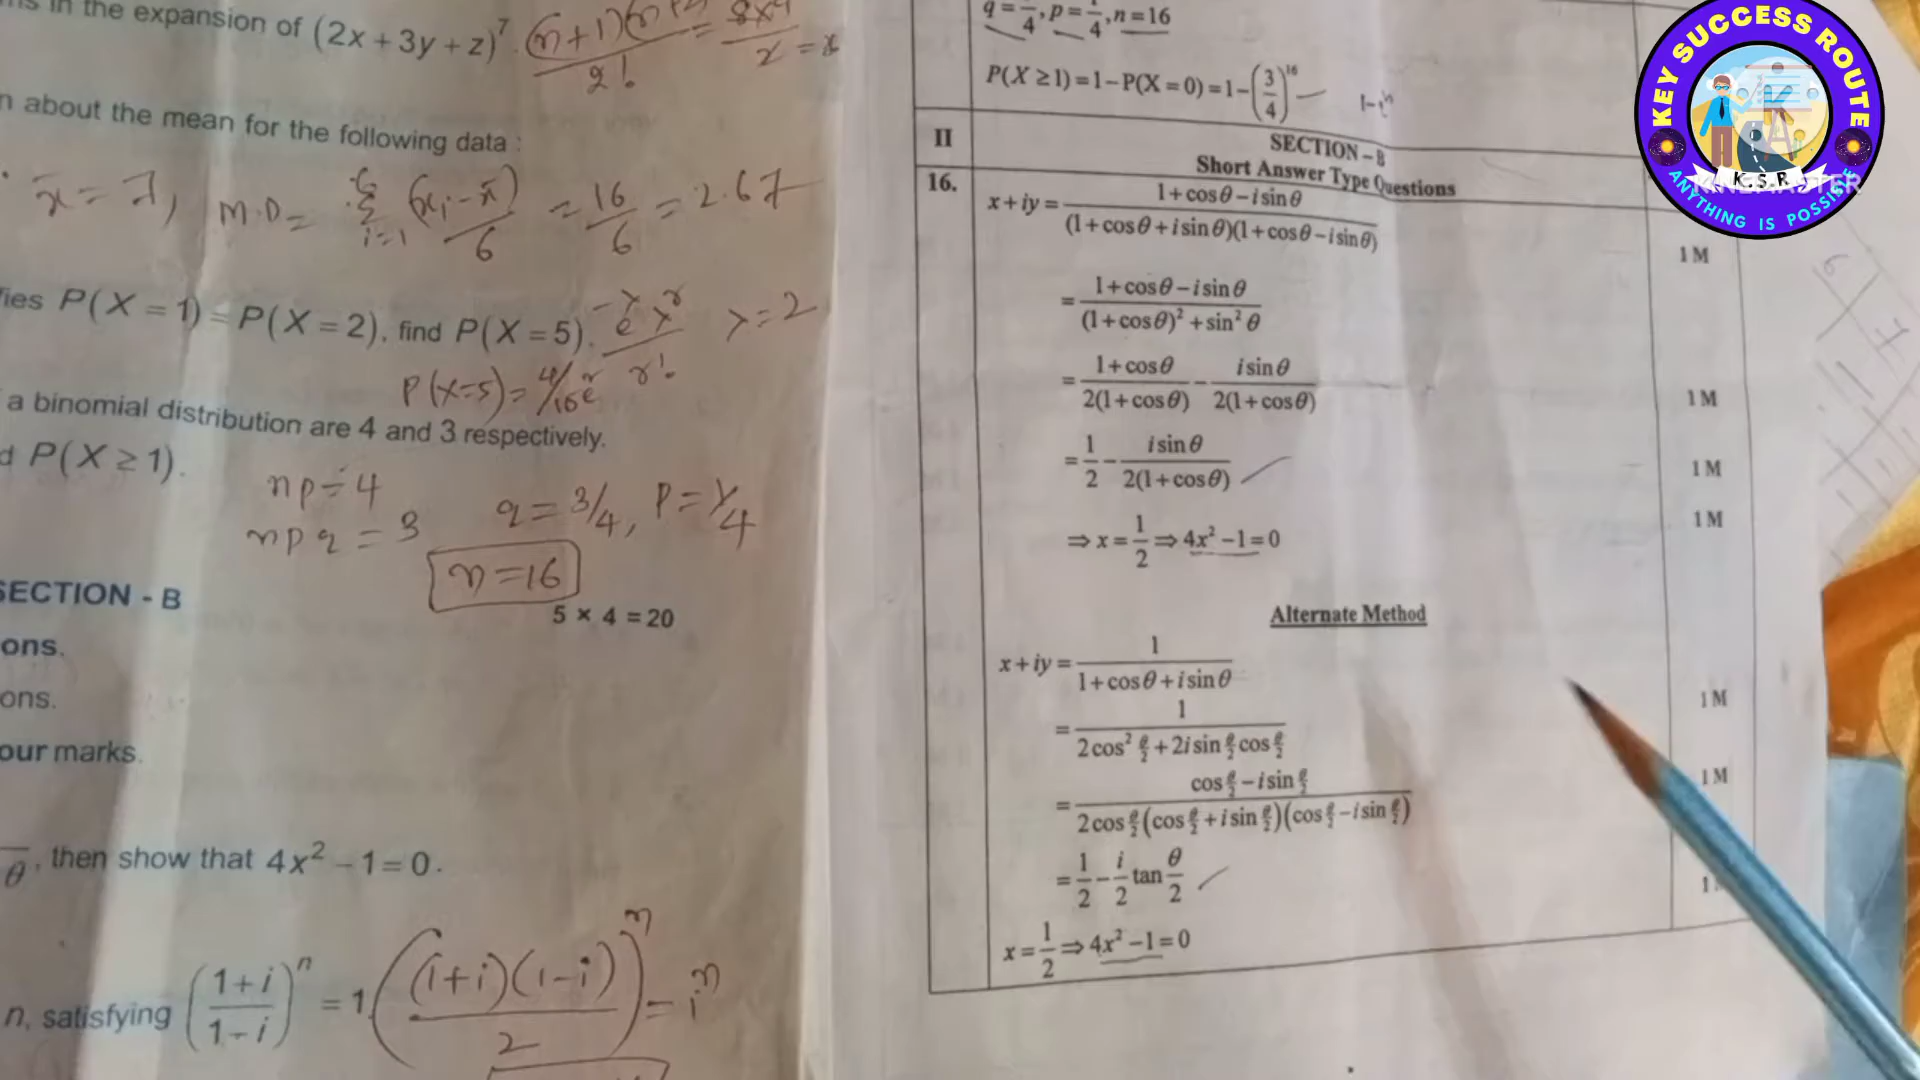 ns in the expansion of (2x+3y+z)⁷.
n about the mean for the following data :
x̄ = 7, M.D = 16/6 = 2.67
fies P(X=1) = P(X=2), find P(X=5). λ=2
P(X=5) =
a binomial distribution are 4 and 3 respectively.
d P(X≥1).
np = 4
npq = 3 q = 3/4, P = 1/4
n=16
SECTION - B
5 × 4 = 20
ons.
ons.
our marks.
θ, then show that 4x² – 1 = 0.
n, satisfying ((1+i)/(1–i))ⁿ = 1. ((1+i)(1–i)/2)ⁿ = iⁿ
p= ,n=16
P(X≥1)=1–P(X=0)=1–(3/4)¹⁶
II SECTION – B
Short Answer Type Questions
16. x+iy = (1+cosθ–i sinθ)/((1+cosθ+i sinθ)(1+cosθ–i sinθ)) 1 M
= (1+cosθ–i sinθ)/((1+cosθ)²+sin²θ)
= (1+cosθ)/(2(1+cosθ)) – (i sinθ)/(2(1+cosθ)) 1 M
= 1/2 – (i sinθ)/(2(1+cosθ)) 1 M
⇒ x = 1/2 ⇒ 4x² –1=0 1 M
Alternate Method
x+iy = 1/(1+cosθ+i sinθ)
= 1/(2cos² θ/2 + 2i sin θ/2 cos θ/2) 1 M
= (cos θ/2 – i sin θ/2)/(2cos θ/2 (cos θ/2 + i sin θ/2)(cos θ/2 – i sin θ/2)) 1 M
= 1/2 – i/2 tan θ/2
x = 1/2 ⇒ 4x² –1=0
KEY SUCCESS ROUTE
K.S.R
ANYTHING IS POSSIBLE